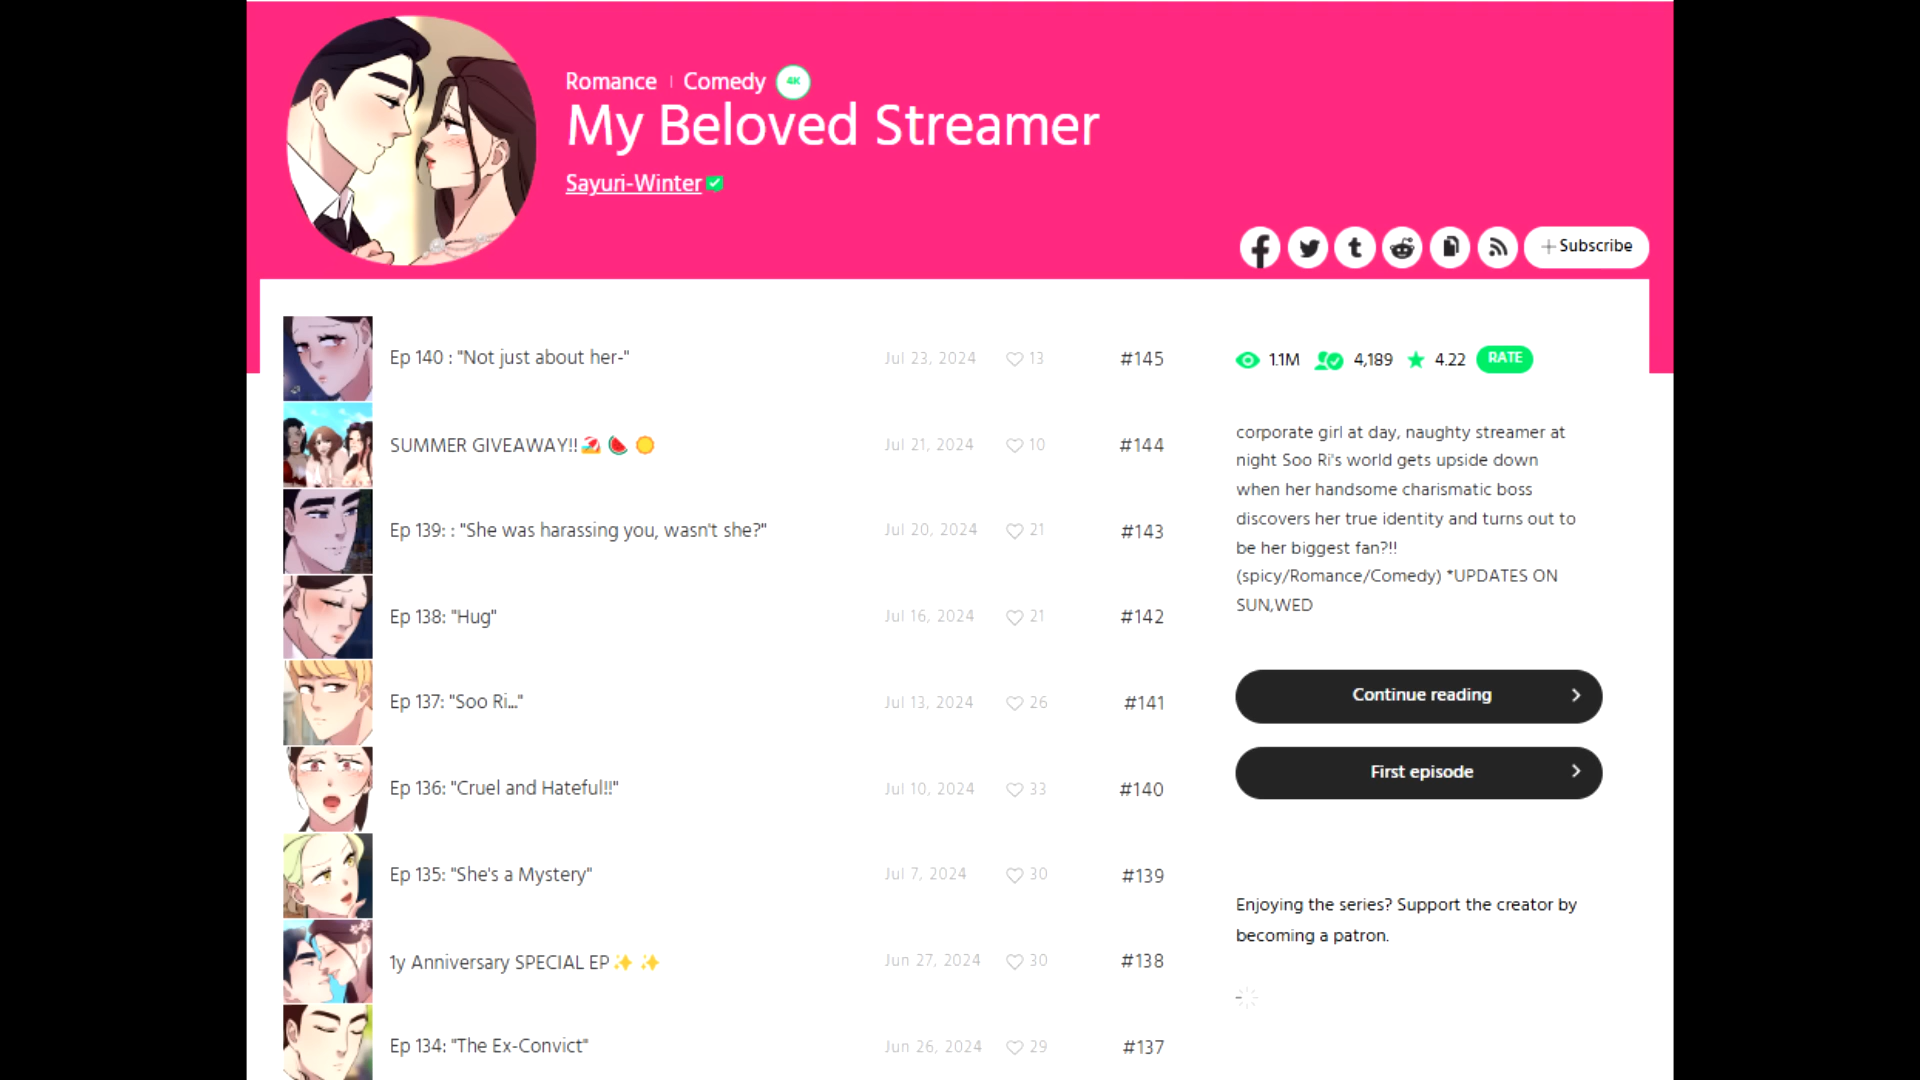 Romance | Comedy 4K
My Beloved Streamer
Sayuri-Winter
+ Subscribe
Ep 140 : "Not just about her-" Jul 23, 2024 13 #145
SUMMER GIVEAWAY!!🏖️ 🍉 🌞 Jul 21, 2024 10 #144
Ep 139: : "She was harassing you, wasn't she?" Jul 20, 2024 21 #143
Ep 138: "Hug" Jul 16, 2024 21 #142
Ep 137: "Soo Ri..." Jul 13, 2024 26 #141
Ep 136: "Cruel and Hateful!!" Jul 10, 2024 33 #140
Ep 135: "She's a Mystery" Jul 7, 2024 30 #139
1y Anniversary SPECIAL EP✨ ✨ Jun 27, 2024 30 #138
Ep 134: "The Ex-Convict" Jun 26, 2024 29 #137
1.1M 4,189 4.22 RATE
corporate girl at day, naughty streamer at
night Soo Ri's world gets upside down
when her handsome charismatic boss
discovers her true identity and turns out to
be her biggest fan?!!
(spicy/Romance/Comedy) *UPDATES ON
SUN,WED
Continue reading
First episode
Enjoying the series? Support the creator by
becoming a patron.